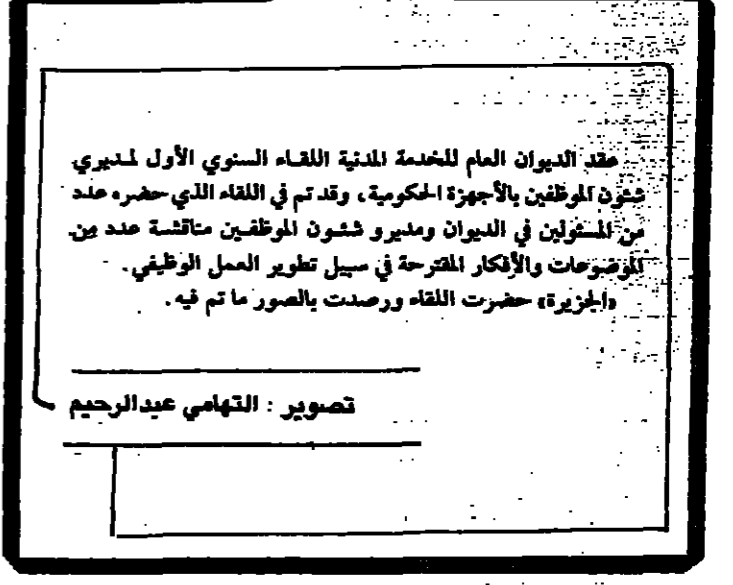 عقد الديوان العام للخدمة المدنية اللقاء السنوي الأول لمديري
شئون الموظفين بالأجهزة الحكومية، وقد تم في اللقاء الذي حضره عدد
من المسئولين في الديوان ومديرو شئون الموظفين مناقشة عدد من
الموضوعات والأفكار المقترحة في سبيل تطوير العمل الوظيفي.
«الجزيرة» حضرت اللقاء ورصدت بالصور ما تم فيه.
تصوير : التهامي عبدالرحيم